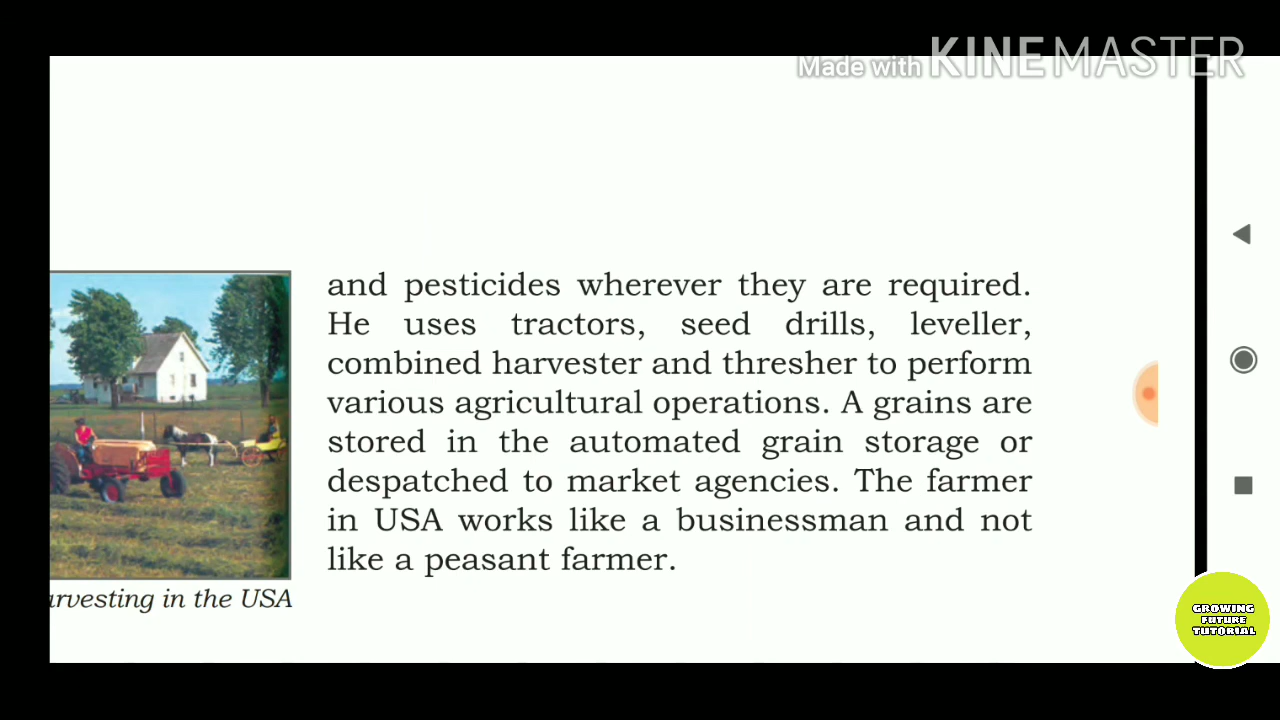 Made with KINEMASTER
and pesticides wherever they are required.
He uses tractors, seed drills, leveller,
combined harvester and thresher to perform
various agricultural operations. A grains are
stored in the automated grain storage or
despatched to market agencies. The farmer
in USA works like a businessman and not
like a peasant farmer.
arvesting in the USA
GROWING
FUTURE
TUTORIAL